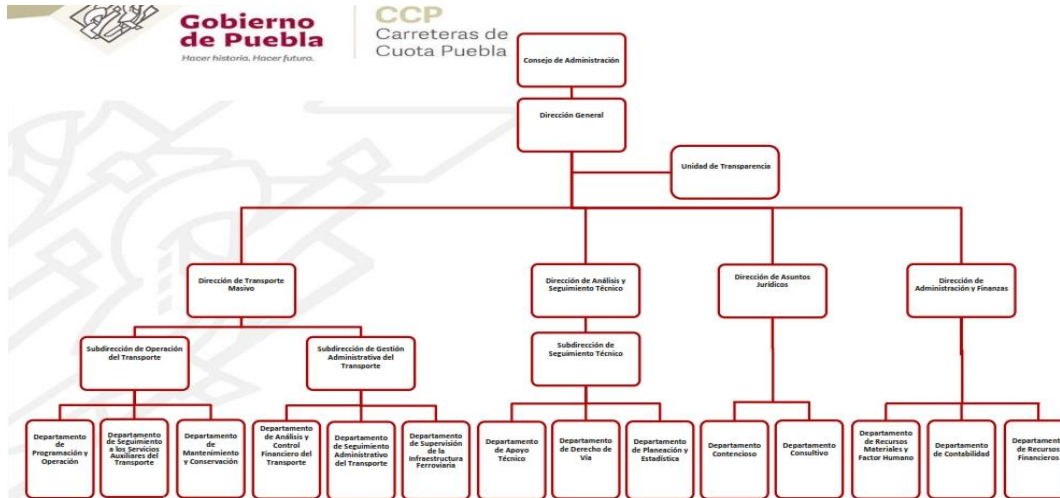 Gobierno
de Puebla
Hacer historia. Hacer futuro.
CCP
Carreteras de
Cuota Puebla
Consejo de Administración
Dirección General
Unidad de Transparencia
Dirección de Transporte
Masivo
Dirección de Análisis y
Seguimiento Técnico
Dirección de Asuntos
Jurídicos
Dirección de
Administración y Finanzas
Subdirección de Operación
del Transporte
Subdirección de Gestión
Administrativa del
Transporte
Subdirección de
Seguimiento Técnico
Departamento
de
Programación y
Operación
Departamento
de Seguimiento
a los Servicios
Auxiliares del
Transporte
Departamento
de
Mantenimiento
y Conservación
Departamento
de Análisis y
Control
Financiero del
Transporte
Departamento
de Seguimiento
Administrativo
del Transporte
Departamento
de Supervisión
de la
Infraestructura
Ferroviaria
Departamento
de Apoyo
Técnico
Departamento
de Derecho de
Vía
Departamento
de Planeación y
Estadística
Departamento
Contencioso
Departamento
Consultivo
Departamento
de Recursos
Materiales y
Factor Humano
Departamento
de Contabilidad
Departamento
de Recursos
Financieros